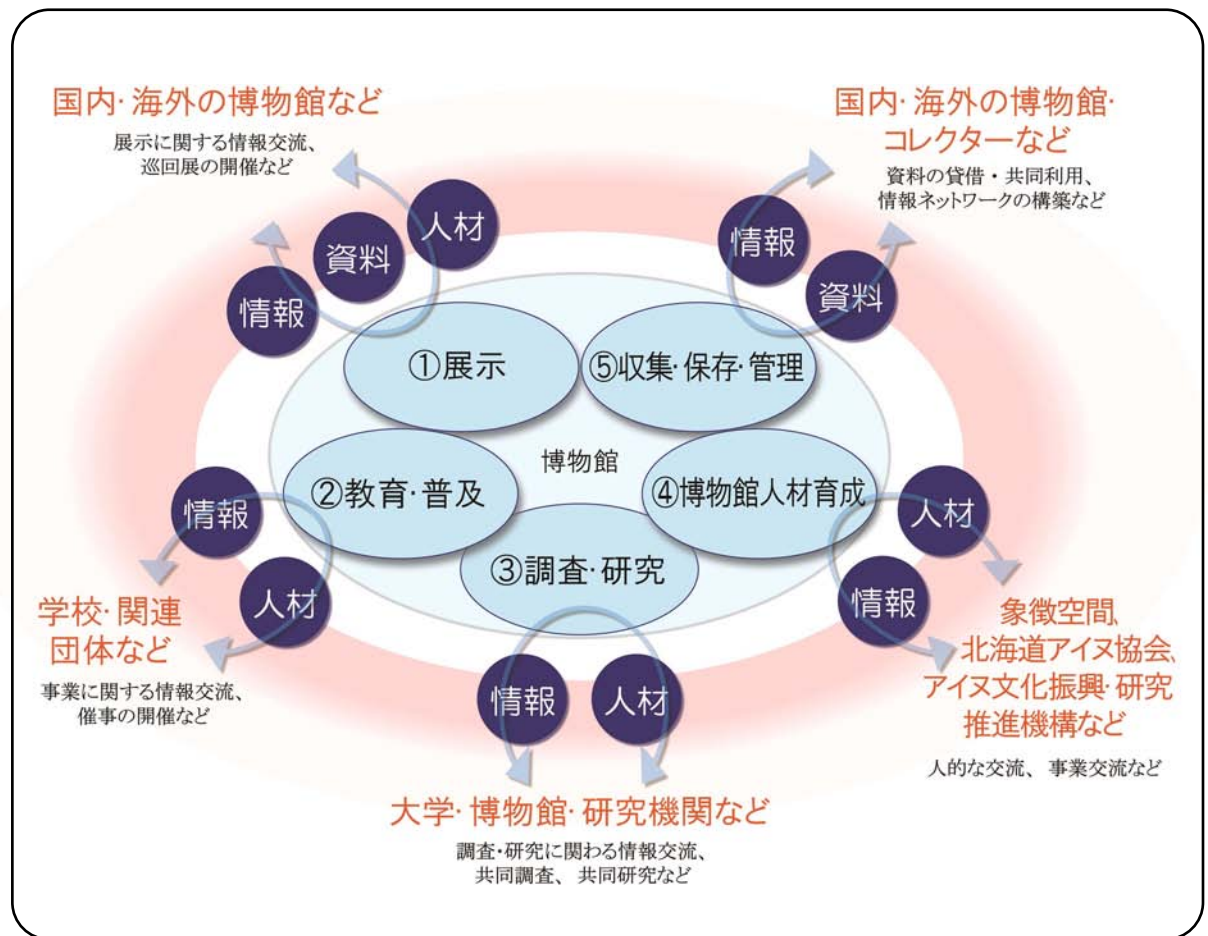 国内・海外の博物館など
展示に関する情報交流、
巡回展の開催など
国内・海外の博物館・
コレクターなど
資料の貸借・共同利用、
情報ネットワークの構築など
人材
資料
情報
情報
資料
①展示
⑤収集・保存・管理
博物館
②教育・普及
④博物館人材育成
③調査・研究
情報
人材
学校・関連
団体など
事業に関する情報交流、
催事の開催など
人材
情報
象徴空間、
北海道アイヌ協会、
アイヌ文化振興・研究
推進機構など
人的な交流、事業交流など
情報
人材
大学・博物館・研究機関など
調査・研究に関わる情報交流、
共同調査、共同研究など